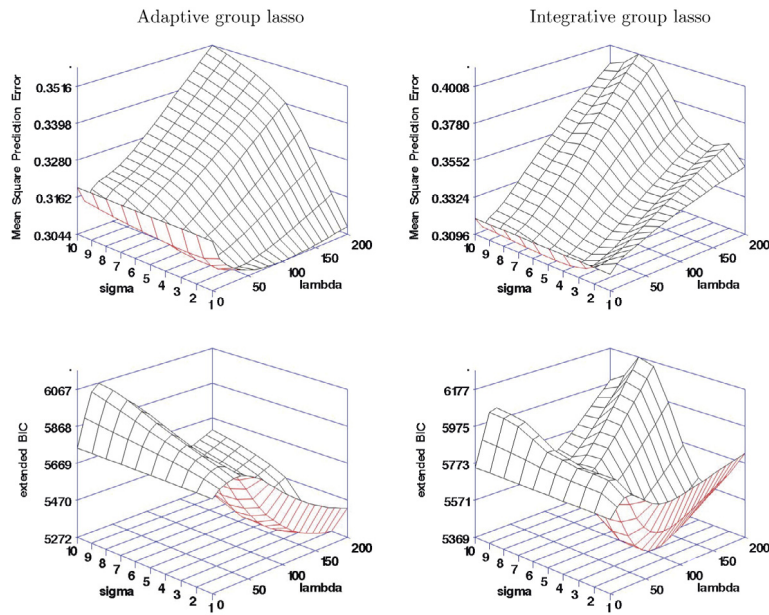 Adaptive group lasso
Integrative group lasso
Mean Square Prediction Error
0.3516
0.3398
0.3280
0.3162
0.3044
10 9 8 7 6 5 4 3 2 1
sigma
0 50 100 150 200
lambda
Mean Square Prediction Error
0.4008
0.3780
0.3552
0.3324
0.3096
10 9 8 7 6 5 4 3 2 1
sigma
0 50 100 150 200
lambda
extended BIC
6067
5868
5669
5470
5272
10 9 8 7 6 5 4 3 2 1
sigma
0 50 100 150 200
lambda
extended BIC
6177
5975
5773
5571
5369
10 9 8 7 6 5 4 3 2 1
sigma
0 50 100 150 200
lambda